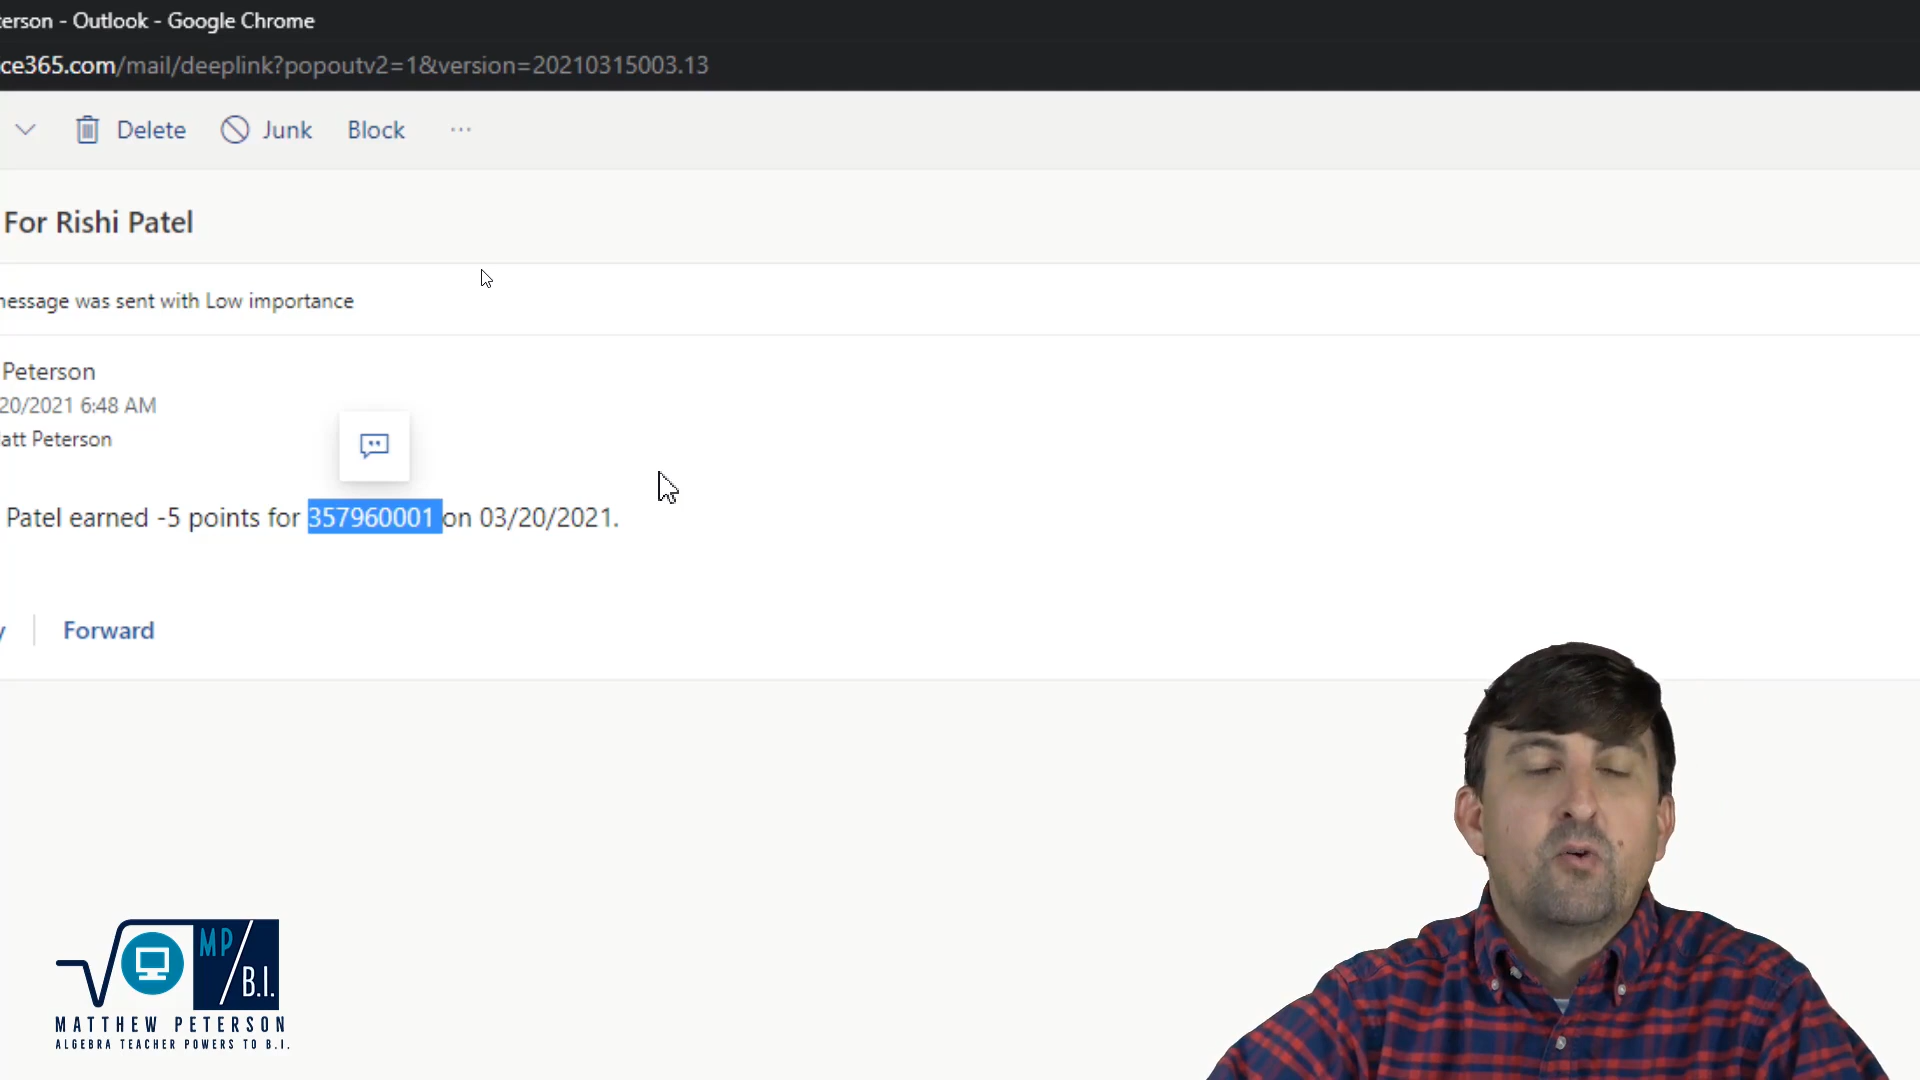 terson - Outlook - Google Chrome
ce365.com/mail/deeplink?popoutv2=1&version=20210315003.13
Delete Junk Block ...
For Rishi Patel
message was sent with Low importance
Peterson
20/2021 6:48 AM
att Peterson
Patel earned -5 points for 357960001 on 03/20/2021.
y Forward
MP
B.I.
MATTHEW PETERSON
ALGEBRA TEACHER POWERS TO B.I.